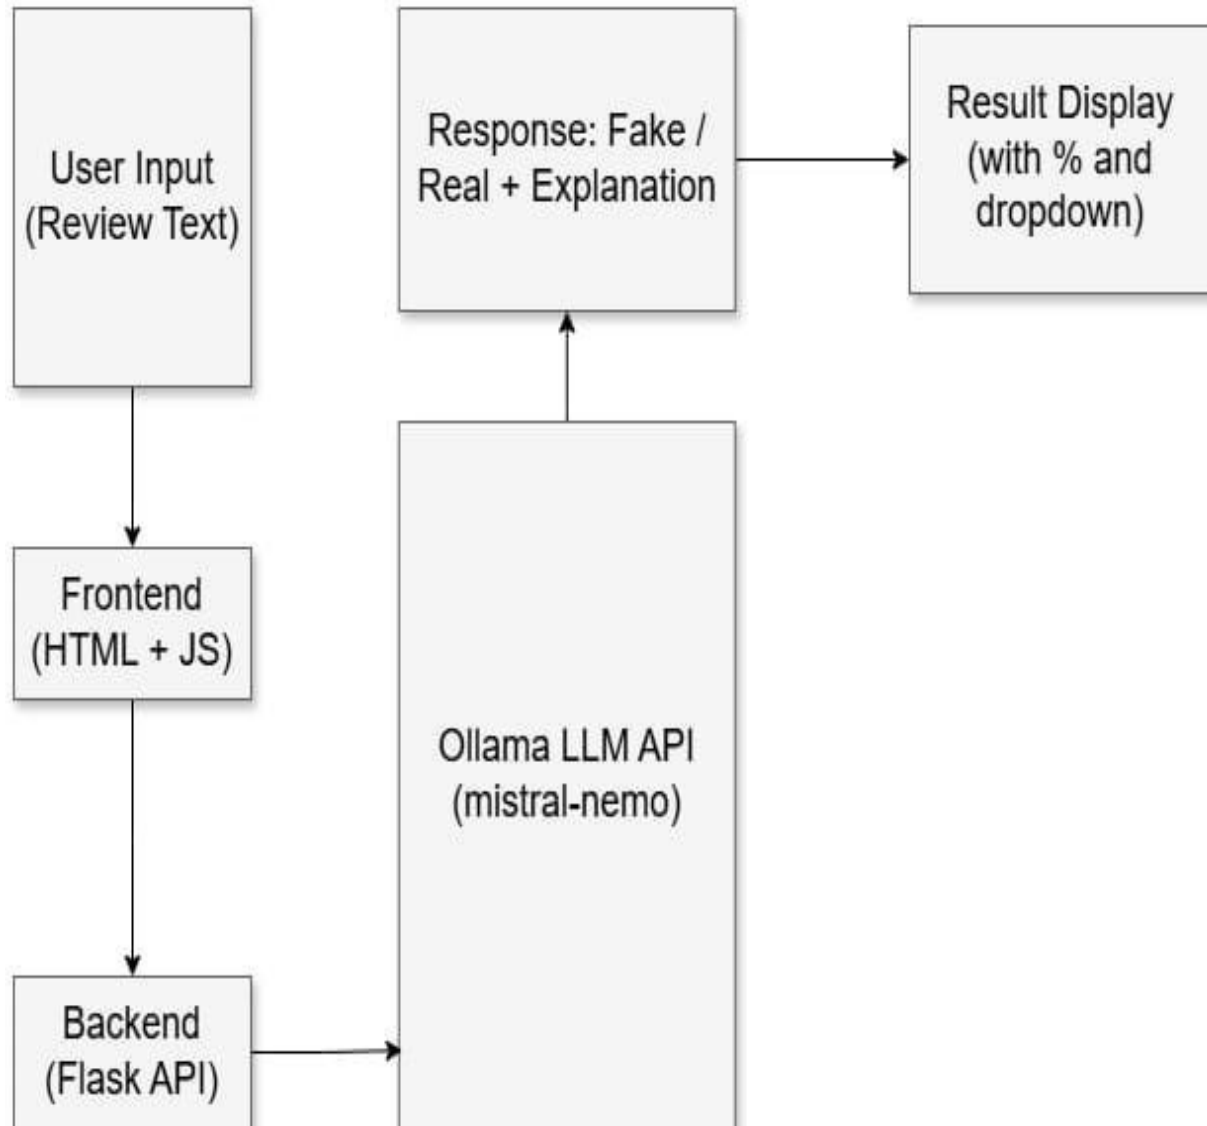 User Input
(Review Text)
Frontend
(HTML + JS)
Backend
(Flask API)
Ollama LLM API
(mistral-nemo)
Response: Fake /
Real + Explanation
Result Display
(with % and
dropdown)